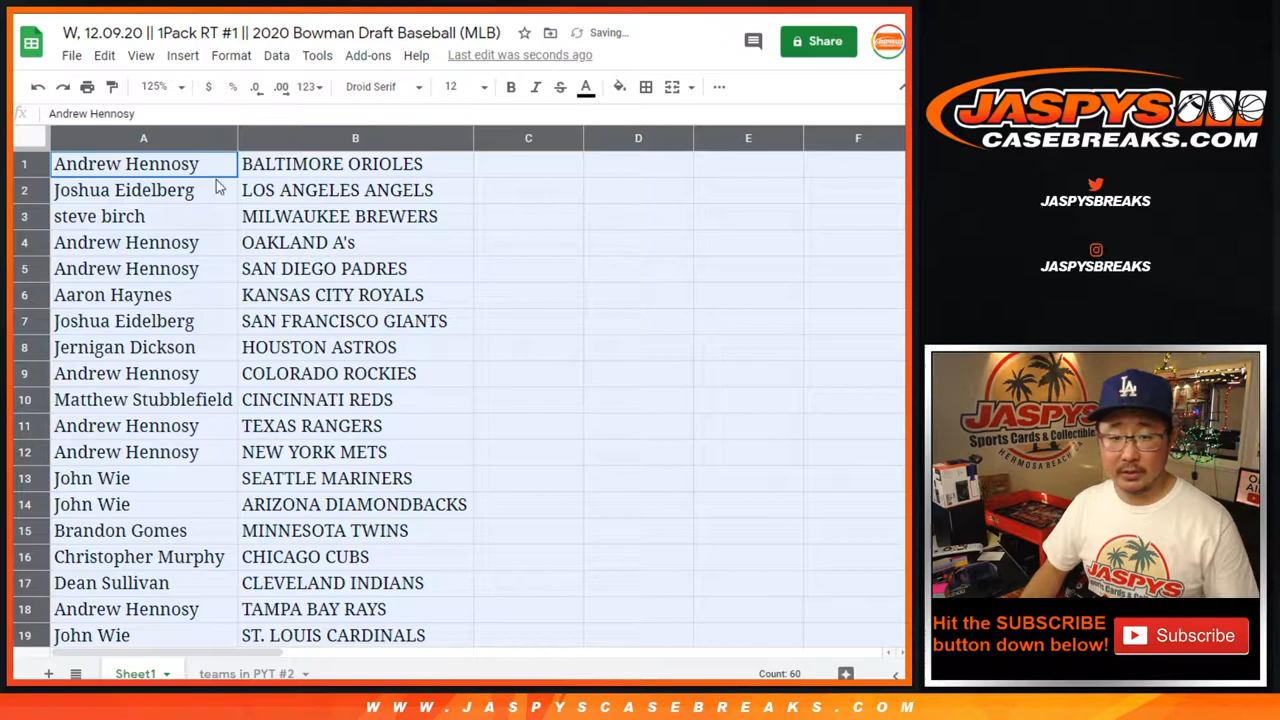 W, 12.09.20 || 1Pack RT #1 || 2020 Bowman Draft Baseball (MLB)
Saving...
Share
File Edit View Insert Format Data Tools Add-ons Help Last edit was seconds ago
125% $ % .0 .00 123 Droid Serif 12 B I S A
fx Andrew Hennosy
A B C D E F
1 Andrew Hennosy BALTIMORE ORIOLES
2 Joshua Eidelberg LOS ANGELES ANGELS
3 steve birch MILWAUKEE BREWERS
4 Andrew Hennosy OAKLAND A's
5 Andrew Hennosy SAN DIEGO PADRES
6 Aaron Haynes KANSAS CITY ROYALS
7 Joshua Eidelberg SAN FRANCISCO GIANTS
8 Jernigan Dickson HOUSTON ASTROS
9 Andrew Hennosy COLORADO ROCKIES
10 Matthew Stubblefield CINCINNATI REDS
11 Andrew Hennosy TEXAS RANGERS
12 Andrew Hennosy NEW YORK METS
13 John Wie SEATTLE MARINERS
14 John Wie ARIZONA DIAMONDBACKS
15 Brandon Gomes MINNESOTA TWINS
16 Christopher Murphy CHICAGO CUBS
17 Dean Sullivan CLEVELAND INDIANS
18 Andrew Hennosy TAMPA BAY RAYS
19 John Wie ST. LOUIS CARDINALS
Sheet1 teams in PYT #2 Count: 60
JASPYS
CASEBREAKS.COM
JASPYSBREAKS
JASPYSBREAKS
JASPYS
Sports Cards & Collectible
HERMOSA BEACH
LA
JASPYS
Hit the SUBSCRIBE
button down below!
Subscribe
WWW.JASPYSCASEBREAKS.COM